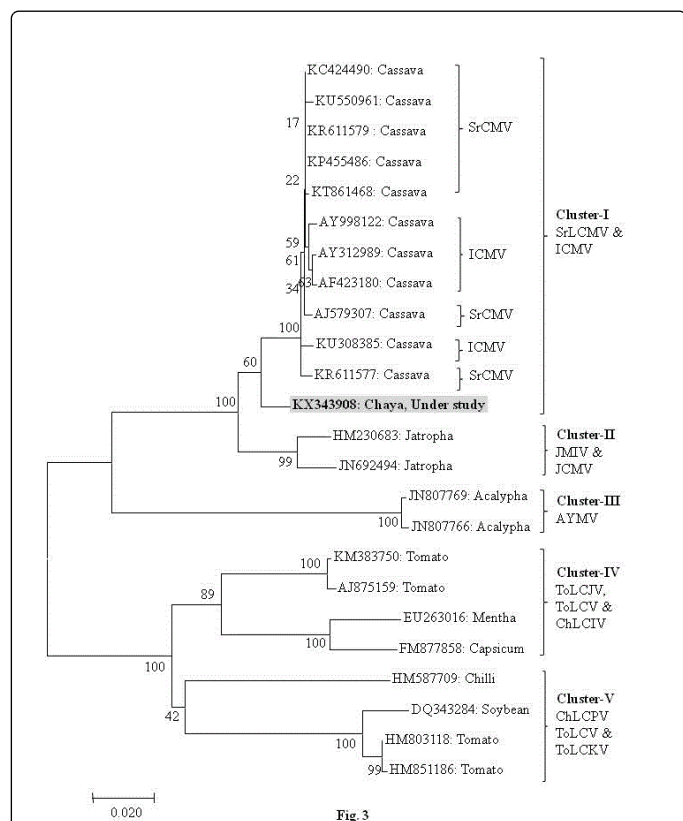 KC424490: Cassava
KU550961: Cassava
17
KR611579 : Cassava
SrCMV
KP455486: Cassava
22
KT861468: Cassava
Cluster-I
SrLCMV &
ICMV
AY998122: Cassava
59
61
AY312989: Cassava
ICMV
63
34
AF423180: Cassava
AJ579307: Cassava
SrCMV
100
KU308385: Cassava
ICMV
60
KR611577: Cassava
SrCMV
100
KX343908: Chaya, Under study
HM230683: Jatropha
Cluster-II
JMIV &
JCMV
99
JN692494: Jatropha
JN807769: Acalypha
Cluster-III
AYMV
100
JN807766: Acalypha
KM383750: Tomato
100
Cluster-IV
ToLCJV,
ToLCV &
ChLCIV
AJ875159: Tomato
89
EU263016: Mentha
100
FM877858: Capsicum
100
HM587709: Chilli
Cluster-V
ChLCPV
ToLCV &
ToLCKV
42
DQ343284: Soybean
100
HM803118: Tomato
99
HM851186: Tomato
0.020
Fig. 3